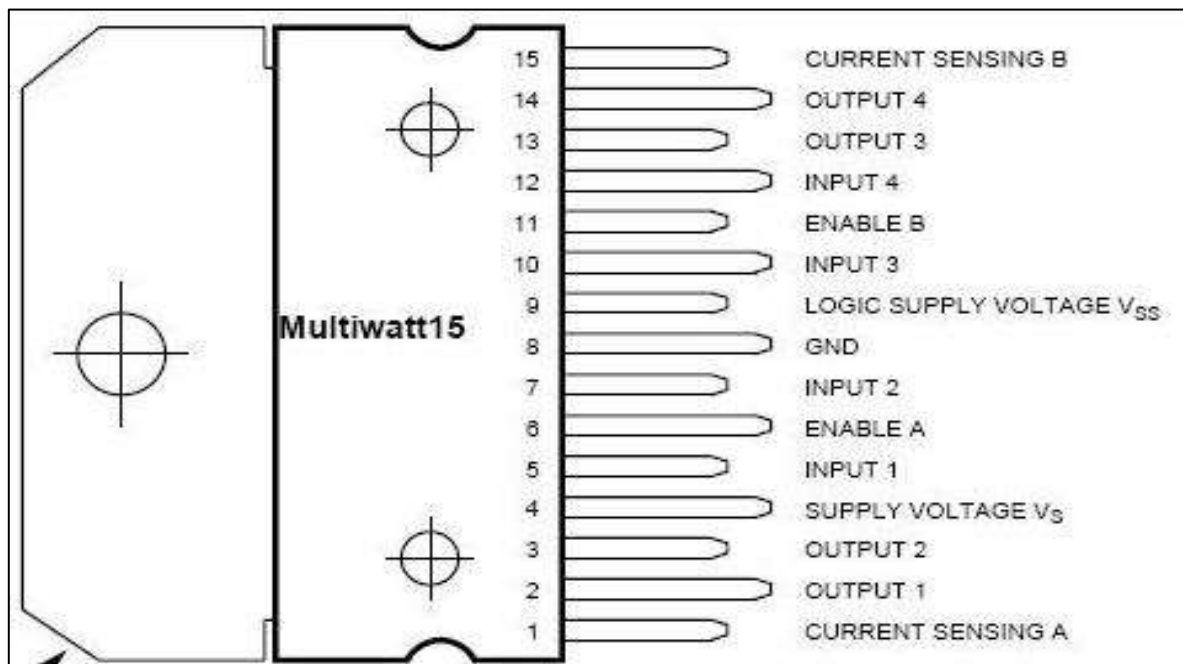 15 CURRENT SENSING B
14 OUTPUT 4
13 OUTPUT 3
12 INPUT 4
11 ENABLE B
10 INPUT 3
9 LOGIC SUPPLY VOLTAGE VSS
Multiwatt15
8 GND
7 INPUT 2
6 ENABLE A
5 INPUT 1
4 SUPPLY VOLTAGE VS
3 OUTPUT 2
2 OUTPUT 1
1 CURRENT SENSING A